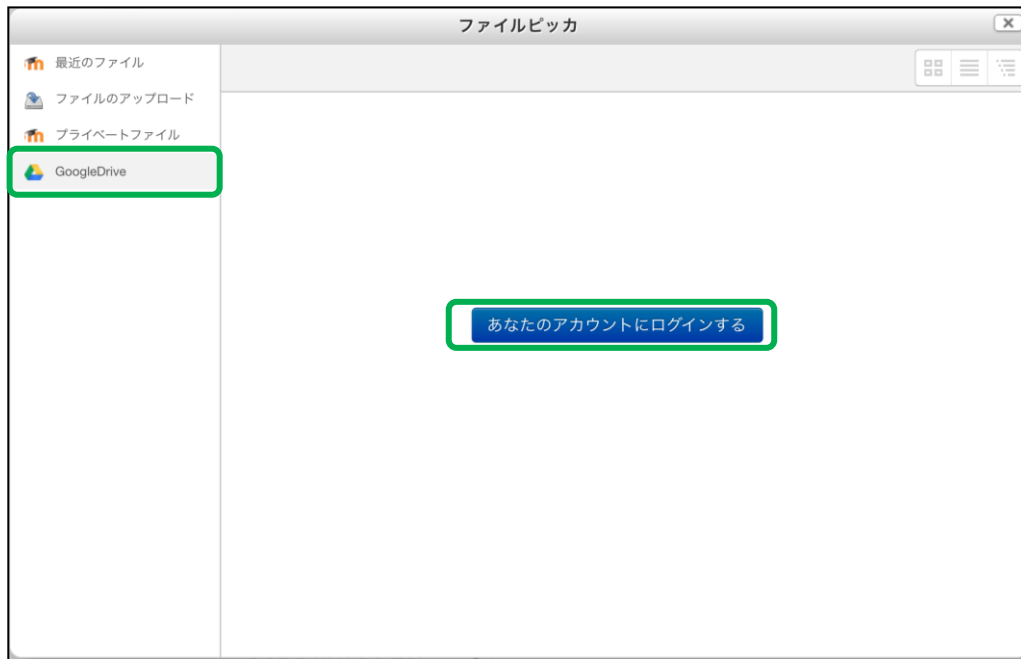 ファイルピッカ
最近のファイル
ファイルのアップロード
プライベートファイル
GoogleDrive
あなたのアカウントにログインする